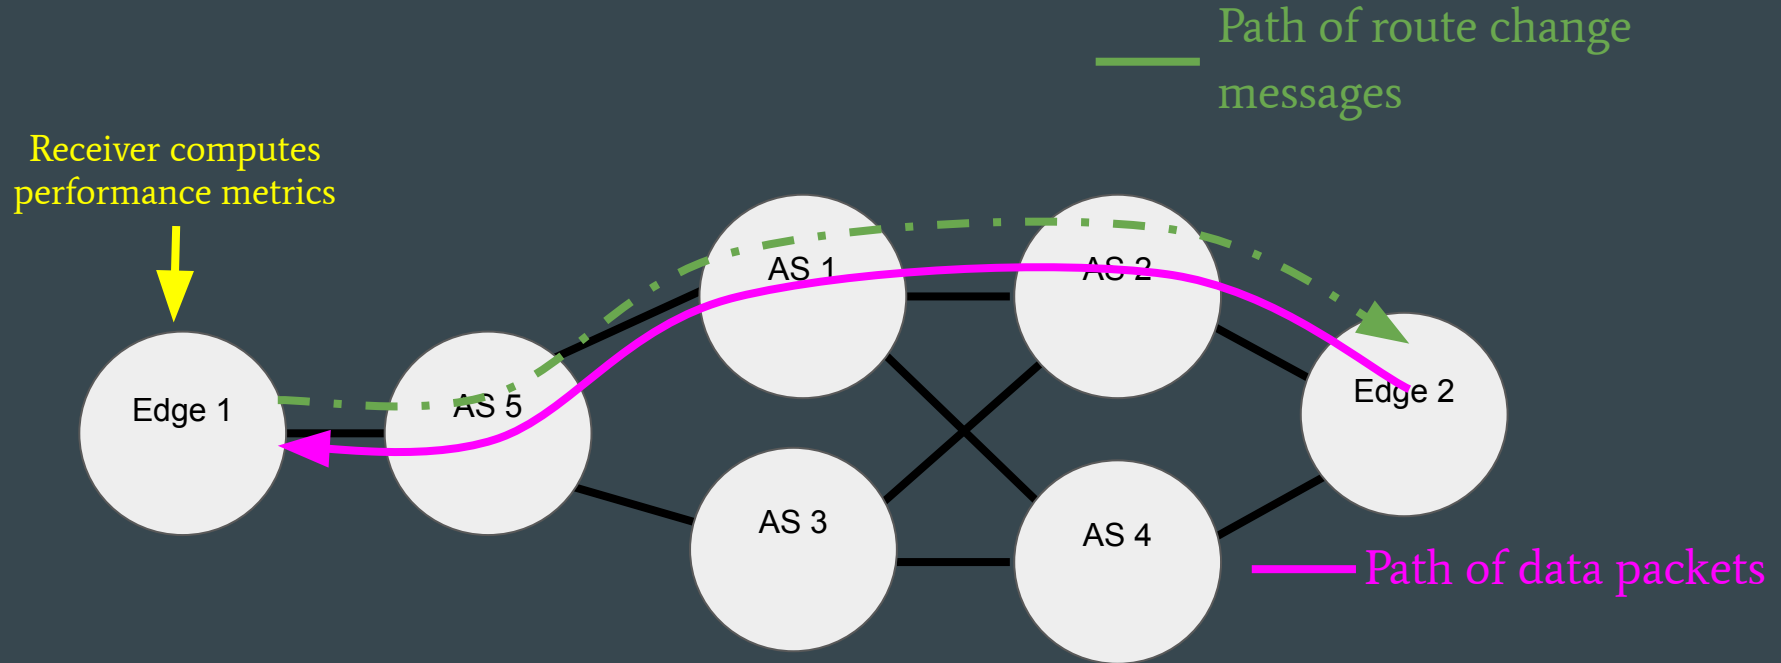 Path of route change
messages
Receiver computes
performance metrics
AS 1
AS 2
Edge 1
AS 5
Edge 2
AS 3
AS 4
Path of data packets